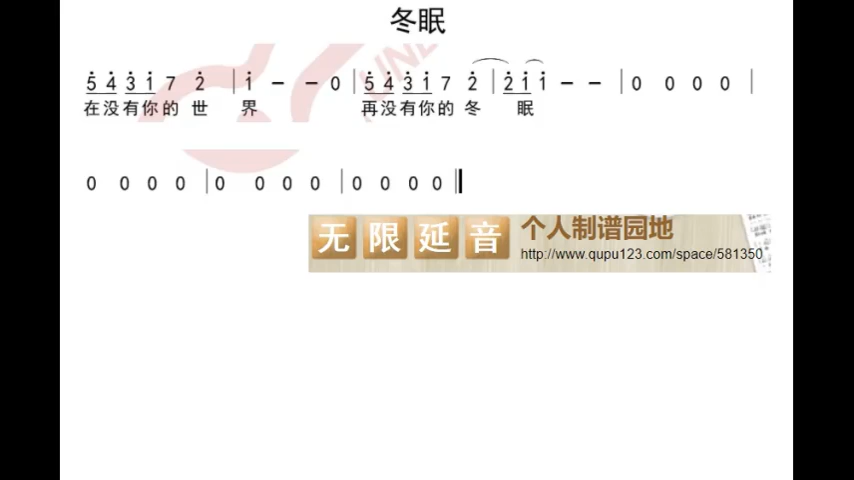 冬眠
5̇ 4̇ 3̇ 1̇ 7 2̇ | 1̇ - - 0 | 5̇ 4̇ 3̇ 1̇ 7 2̇ | 2̇ 1̇ 1̇ - - | 0 0 0 0 |
在没有你的世 界 再没有你的冬 眠
0 0 0 0 | 0 0 0 0 | 0 0 0 0 ‖
无限延音 个人制谱园地
http://www.qupu123.com/space/581350